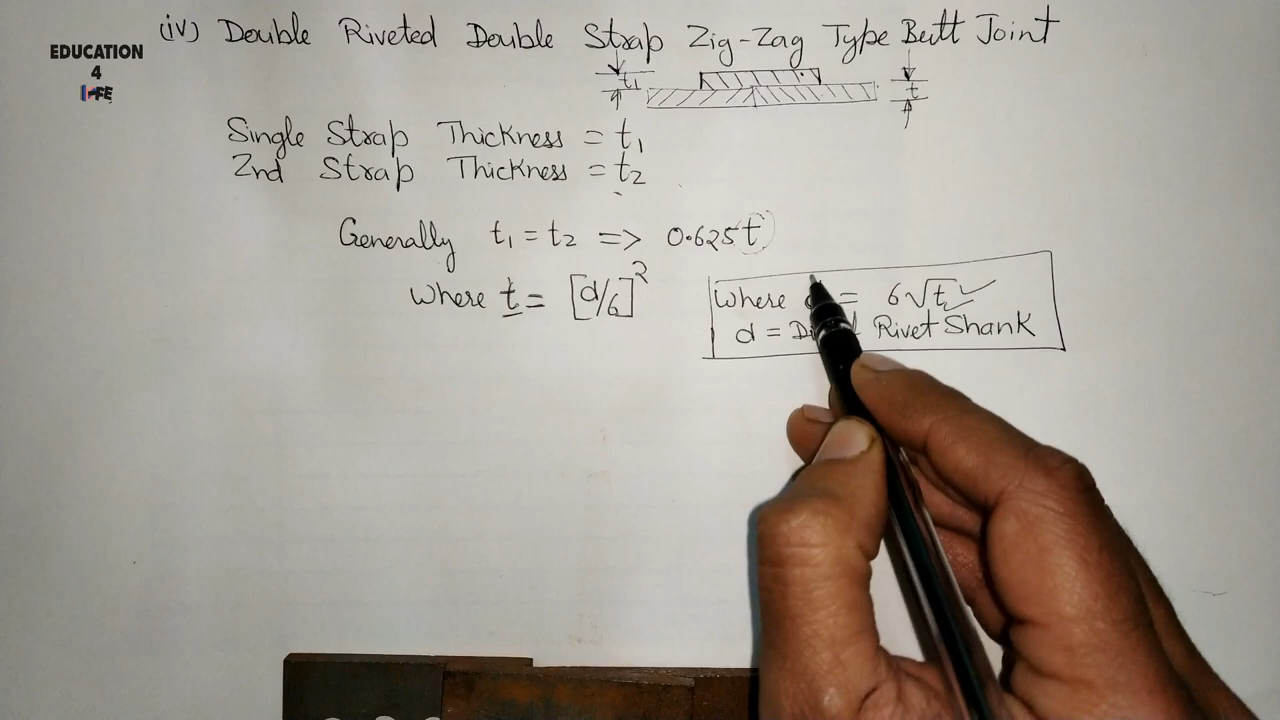 (iv) Double Riveted Double Strap Zig-Zag Type Butt Joint
EDUCATION
4
t1
t
Single Strap Thickness = t1
2nd Strap Thickness = t2
Generally t1 = t2 => 0.625t
Where t = [d/6]2
Where = 6√t
d = Rivet Shank